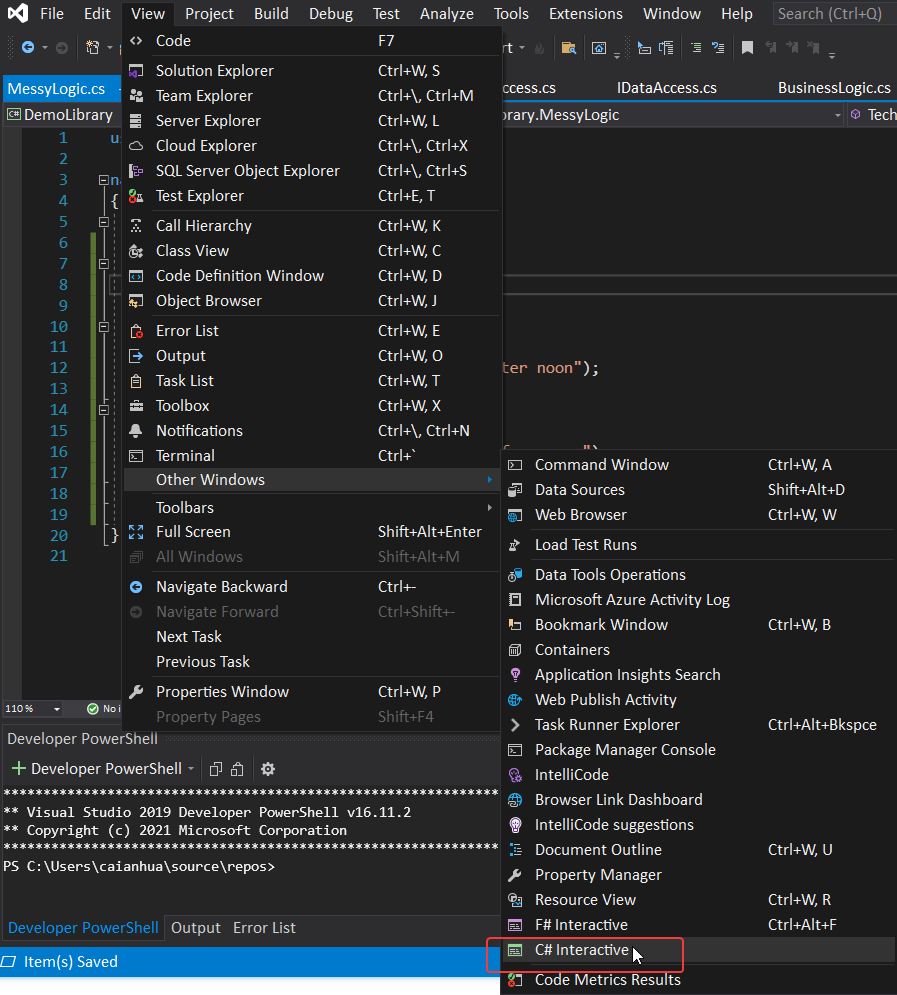 File Edit View Project Build Debug Test Analyze Tools Extensions Window Help Search (Ctrl+Q)
MessyLogic.cs IDataAccess.cs BusinessLogic.cs
C# DemoLibrary
Code F7
Solution Explorer Ctrl+W, S
Team Explorer Ctrl+\, Ctrl+M
Server Explorer Ctrl+W, L
Cloud Explorer Ctrl+\, Ctrl+X
SQL Server Object Explorer Ctrl+\, Ctrl+S
Test Explorer Ctrl+E, T
Call Hierarchy Ctrl+W, K
Class View Ctrl+W, C
Code Definition Window Ctrl+W, D
Object Browser Ctrl+W, J
Error List Ctrl+W, E
Output Ctrl+W, O
Task List Ctrl+W, T
Toolbox Ctrl+W, X
Notifications Ctrl+\, Ctrl+N
Terminal Ctrl+`
Other Windows
Toolbars
Full Screen Shift+Alt+Enter
All Windows Shift+Alt+M
Navigate Backward Ctrl+-
Navigate Forward Ctrl+Shift+-
Next Task
Previous Task
Properties Window Ctrl+W, P
Property Pages Shift+F4
rt
ccess.cs
brary.MessyLogic
Tech
1 us
2
3 na
4 {
5
6
7
8
9
10
11
12 ter noon");
13
14
15
16
17
18
19
20 }
21
Command Window Ctrl+W, A
Data Sources Shift+Alt+D
Web Browser Ctrl+W, W
Load Test Runs
Data Tools Operations
Microsoft Azure Activity Log
Bookmark Window Ctrl+W, B
Containers
Application Insights Search
Web Publish Activity
Task Runner Explorer Ctrl+Alt+Bkspce
Package Manager Console
IntelliCode
Browser Link Dashboard
IntelliCode suggestions
Document Outline Ctrl+W, U
Property Manager
Resource View Ctrl+W, R
F# Interactive Ctrl+Alt+F
C# Interactive
Code Metrics Results
110 % No i
Developer PowerShell
Developer PowerShell
**************************************************************
** Visual Studio 2019 Developer PowerShell v16.11.2
** Copyright (c) 2021 Microsoft Corporation
**************************************************************
PS C:\Users\caianhua\source\repos>
Developer PowerShell Output Error List
Item(s) Saved